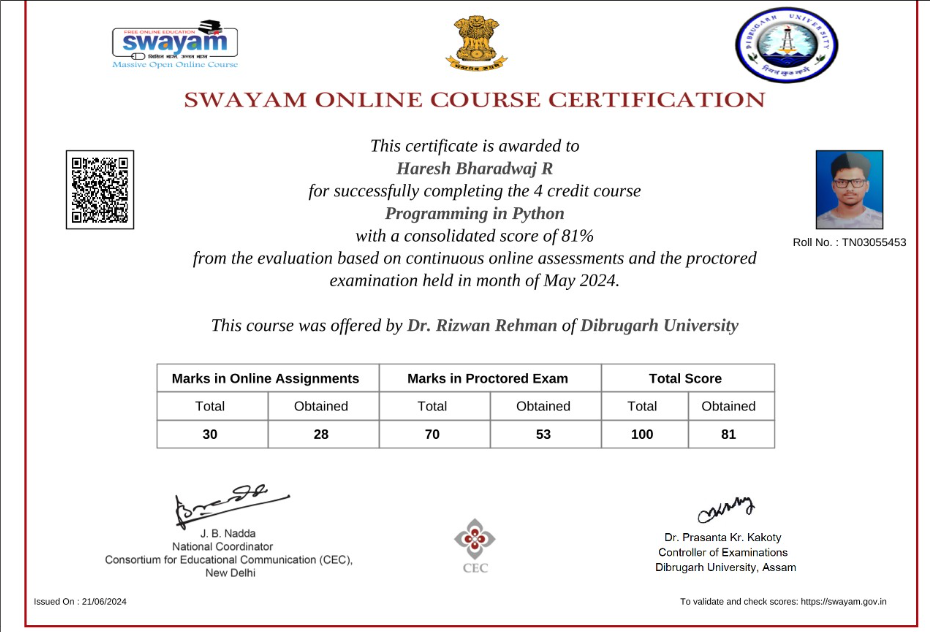 FREE ONLINE EDUCATION
swayam
शिक्षित भारत, उन्नत भारत
Massive Open Online Course
सत्यमेव जयते
DIBRUGARH UNIVERSITY
SWAYAM ONLINE COURSE CERTIFICATION
This certificate is awarded to
Haresh Bharadwaj R
for successfully completing the 4 credit course
Programming in Python
with a consolidated score of 81%
from the evaluation based on continuous online assessments and the proctored
examination held in month of May 2024.
Roll No. : TN03055453
This course was offered by Dr. Rizwan Rehman of Dibrugarh University
Marks in Online Assignments Marks in Proctored Exam Total Score
Total Obtained Total Obtained Total Obtained
30 28 70 53 100 81
J. B. Nadda
National Coordinator
Consortium for Educational Communication (CEC),
New Delhi
CEC
Dr. Prasanta Kr. Kakoty
Controller of Examinations
Dibrugarh University, Assam
Issued On : 21/06/2024
To validate and check scores: https://swayam.gov.in